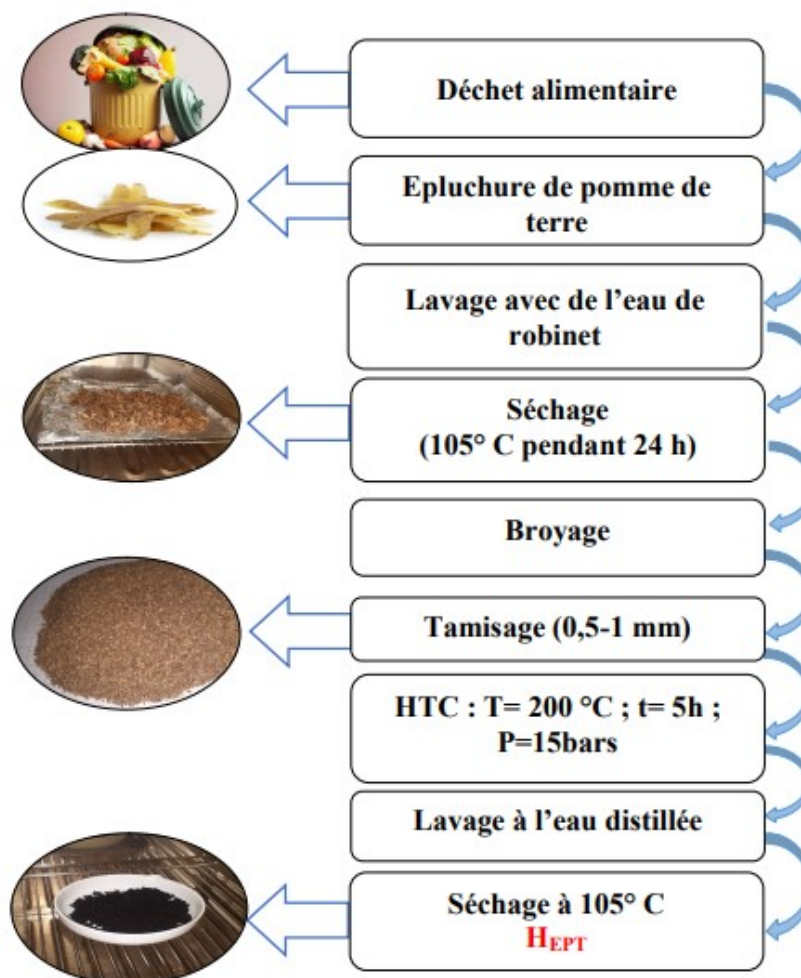 Déchet alimentaire
Epluchure de pomme de
terre
Lavage avec de l'eau de
robinet
Séchage
(105° C pendant 24 h)
Broyage
Tamisage (0,5-1 mm)
HTC : T= 200 °C ; t= 5h ;
P=15bars
Lavage à l'eau distillée
Séchage à 105° C
HEPT